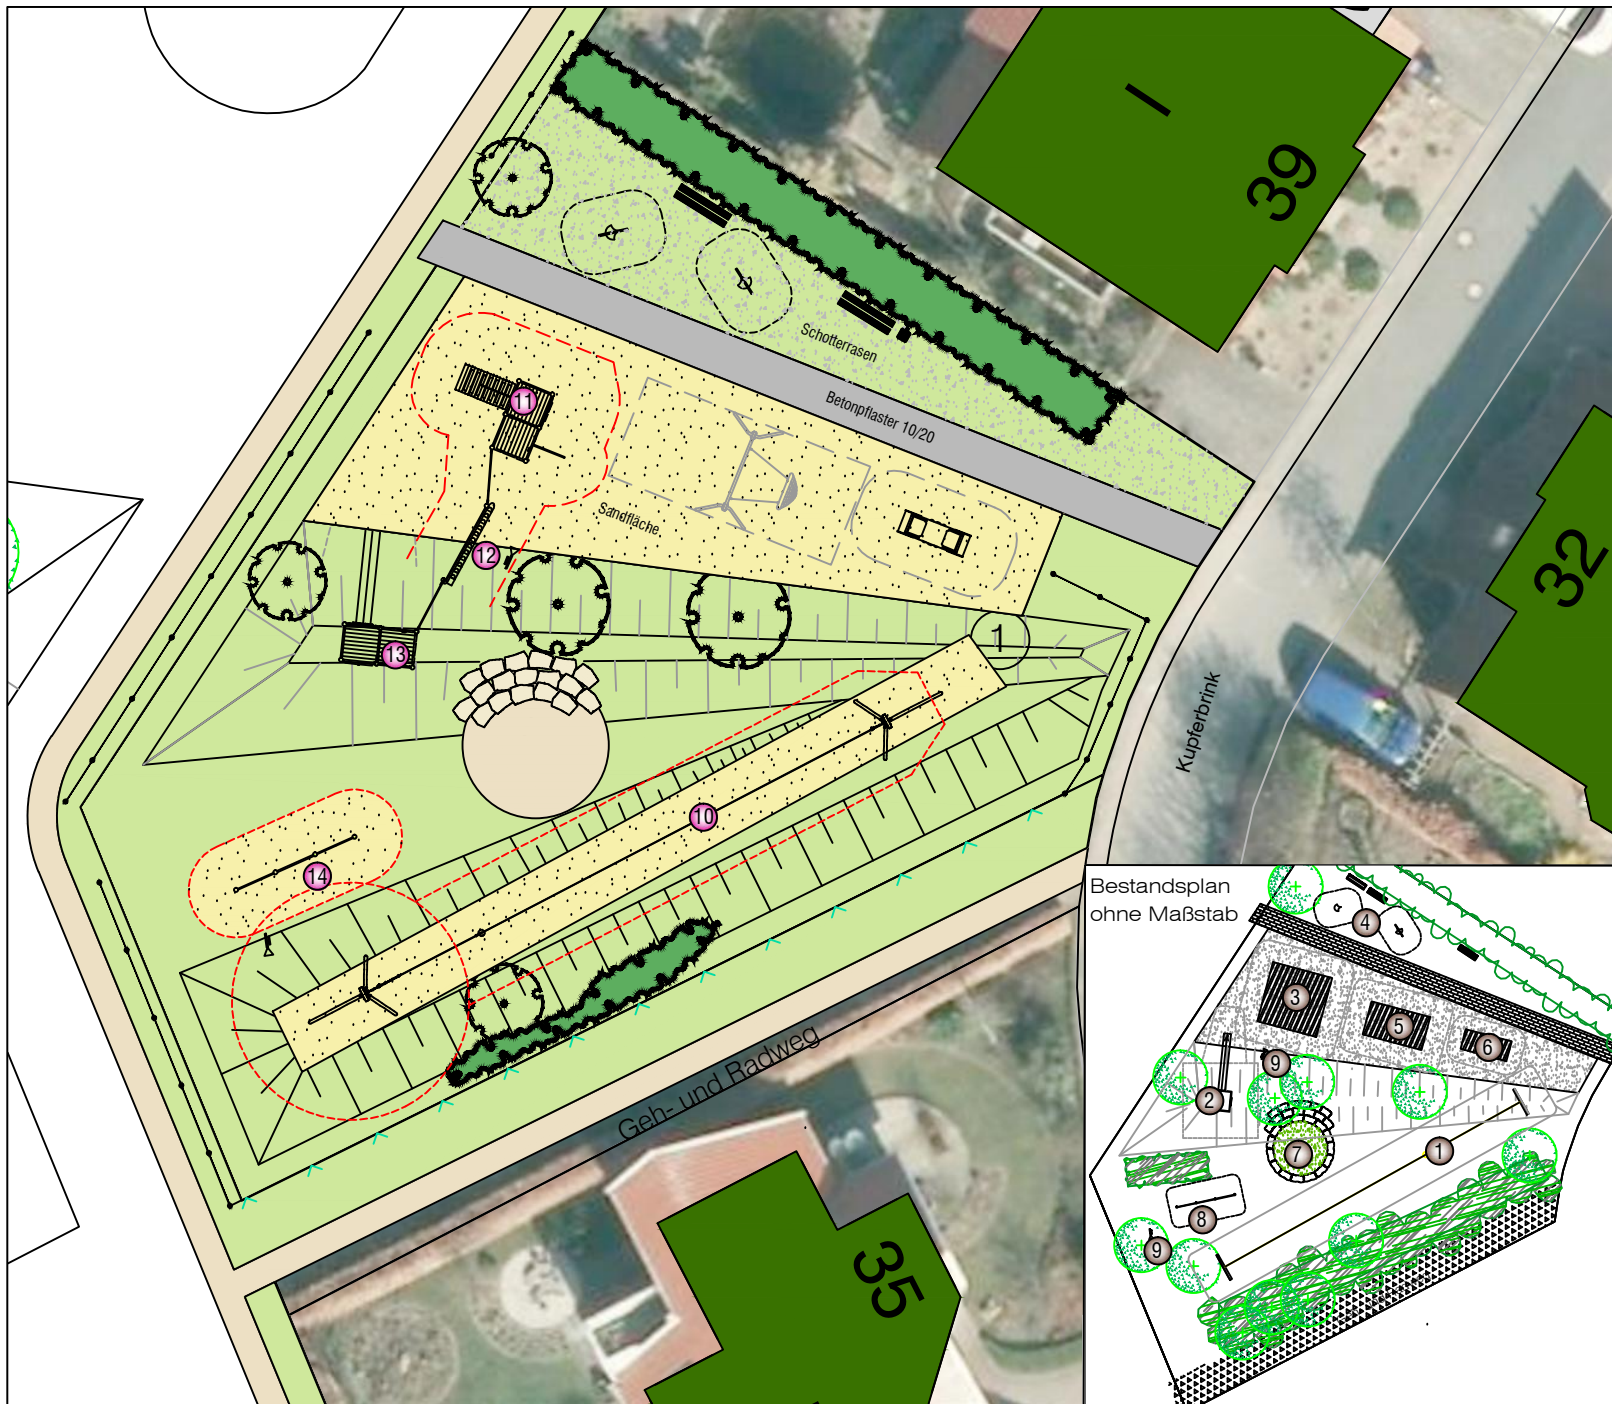 I
39
Schotterrasen
Betonpflaster 10/20
11
Sandfläche
12
32
1
13
Kupferbrink
10
14
Geh- und Radweg
35
Bestandsplan
ohne Maßstab
4
3
5
6
9
2
1
7
8
9